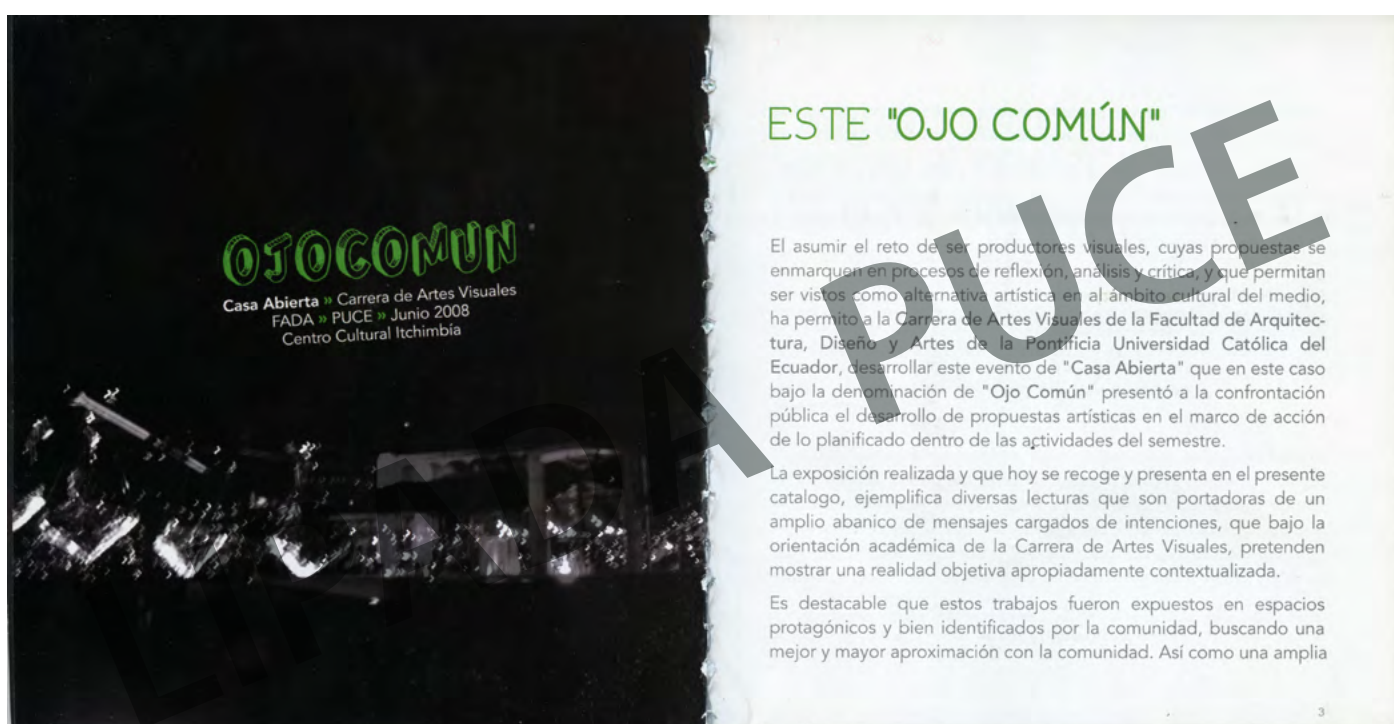 OJOCOMUN
Casa Abierta » Carrera de Artes Visuales
FADA » PUCE » Junio 2008
Centro Cultural Itchimbía
ESTE "OJO COMÚN"
El asumir el reto de ser productores visuales, cuyas propuestas se
enmarquen en procesos de reflexión, análisis y crítica, y que permitan
ser vistos como alternativa artística en al ámbito cultural del medio,
ha permito a la Carrera de Artes Visuales de la Facultad de Arquitec-
tura, Diseño y Artes de la Pontificia Universidad Católica del
Ecuador, desarrollar este evento de "Casa Abierta" que en este caso
bajo la denominación de "Ojo Común" presentó a la confrontación
pública el desarrollo de propuestas artísticas en el marco de acción
de lo planificado dentro de las actividades del semestre.
La exposición realizada y que hoy se recoge y presenta en el presente
catalogo, ejemplifica diversas lecturas que son portadoras de un
amplio abanico de mensajes cargados de intenciones, que bajo la
orientación académica de la Carrera de Artes Visuales, pretenden
mostrar una realidad objetiva apropiadamente contextualizada.
Es destacable que estos trabajos fueron expuestos en espacios
protagónicos y bien identificados por la comunidad, buscando una
mejor y mayor aproximación con la comunidad. Así como una amplia
3
LIFADA PUCE